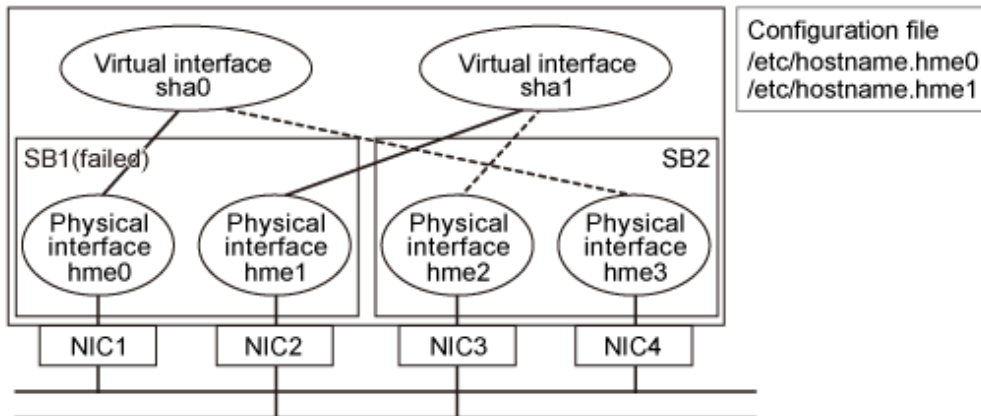 Virtual interface
sha0
Virtual interface
sha1
Configuration file
/etc/hostname.hme0
/etc/hostname.hme1
SB1(failed)
SB2
Physical
interface
hme0
Physical
interface
hme1
Physical
interface
hme2
Physical
interface
hme3
NIC1
NIC2
NIC3
NIC4